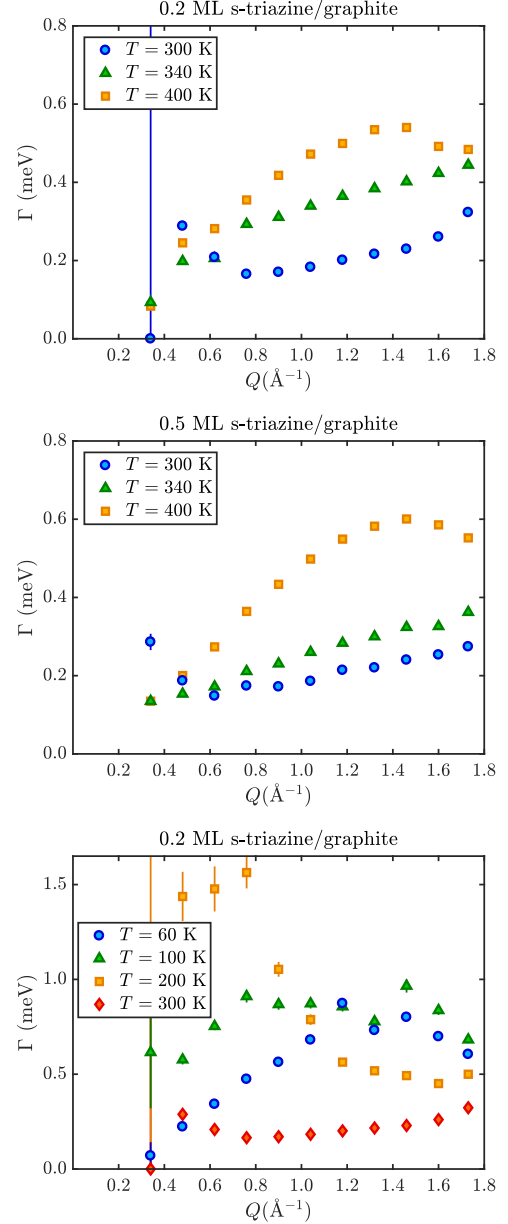 0.2 ML s-triazine/graphite
0.8
0.6
0.4
0.2
0.0
Γ (meV)
T = 300 K
T = 340 K
T = 400 K
0.2 0.4 0.6 0.8 1.0 1.2 1.4 1.6 1.8
Q(Å⁻¹)
0.5 ML s-triazine/graphite
0.8
0.6
0.4
0.2
0.0
Γ (meV)
T = 300 K
T = 340 K
T = 400 K
0.2 0.4 0.6 0.8 1.0 1.2 1.4 1.6 1.8
Q(Å⁻¹)
0.2 ML s-triazine/graphite
1.5
1.0
0.5
0.0
Γ (meV)
T = 60 K
T = 100 K
T = 200 K
T = 300 K
0.2 0.4 0.6 0.8 1.0 1.2 1.4 1.6 1.8
Q(Å⁻¹)